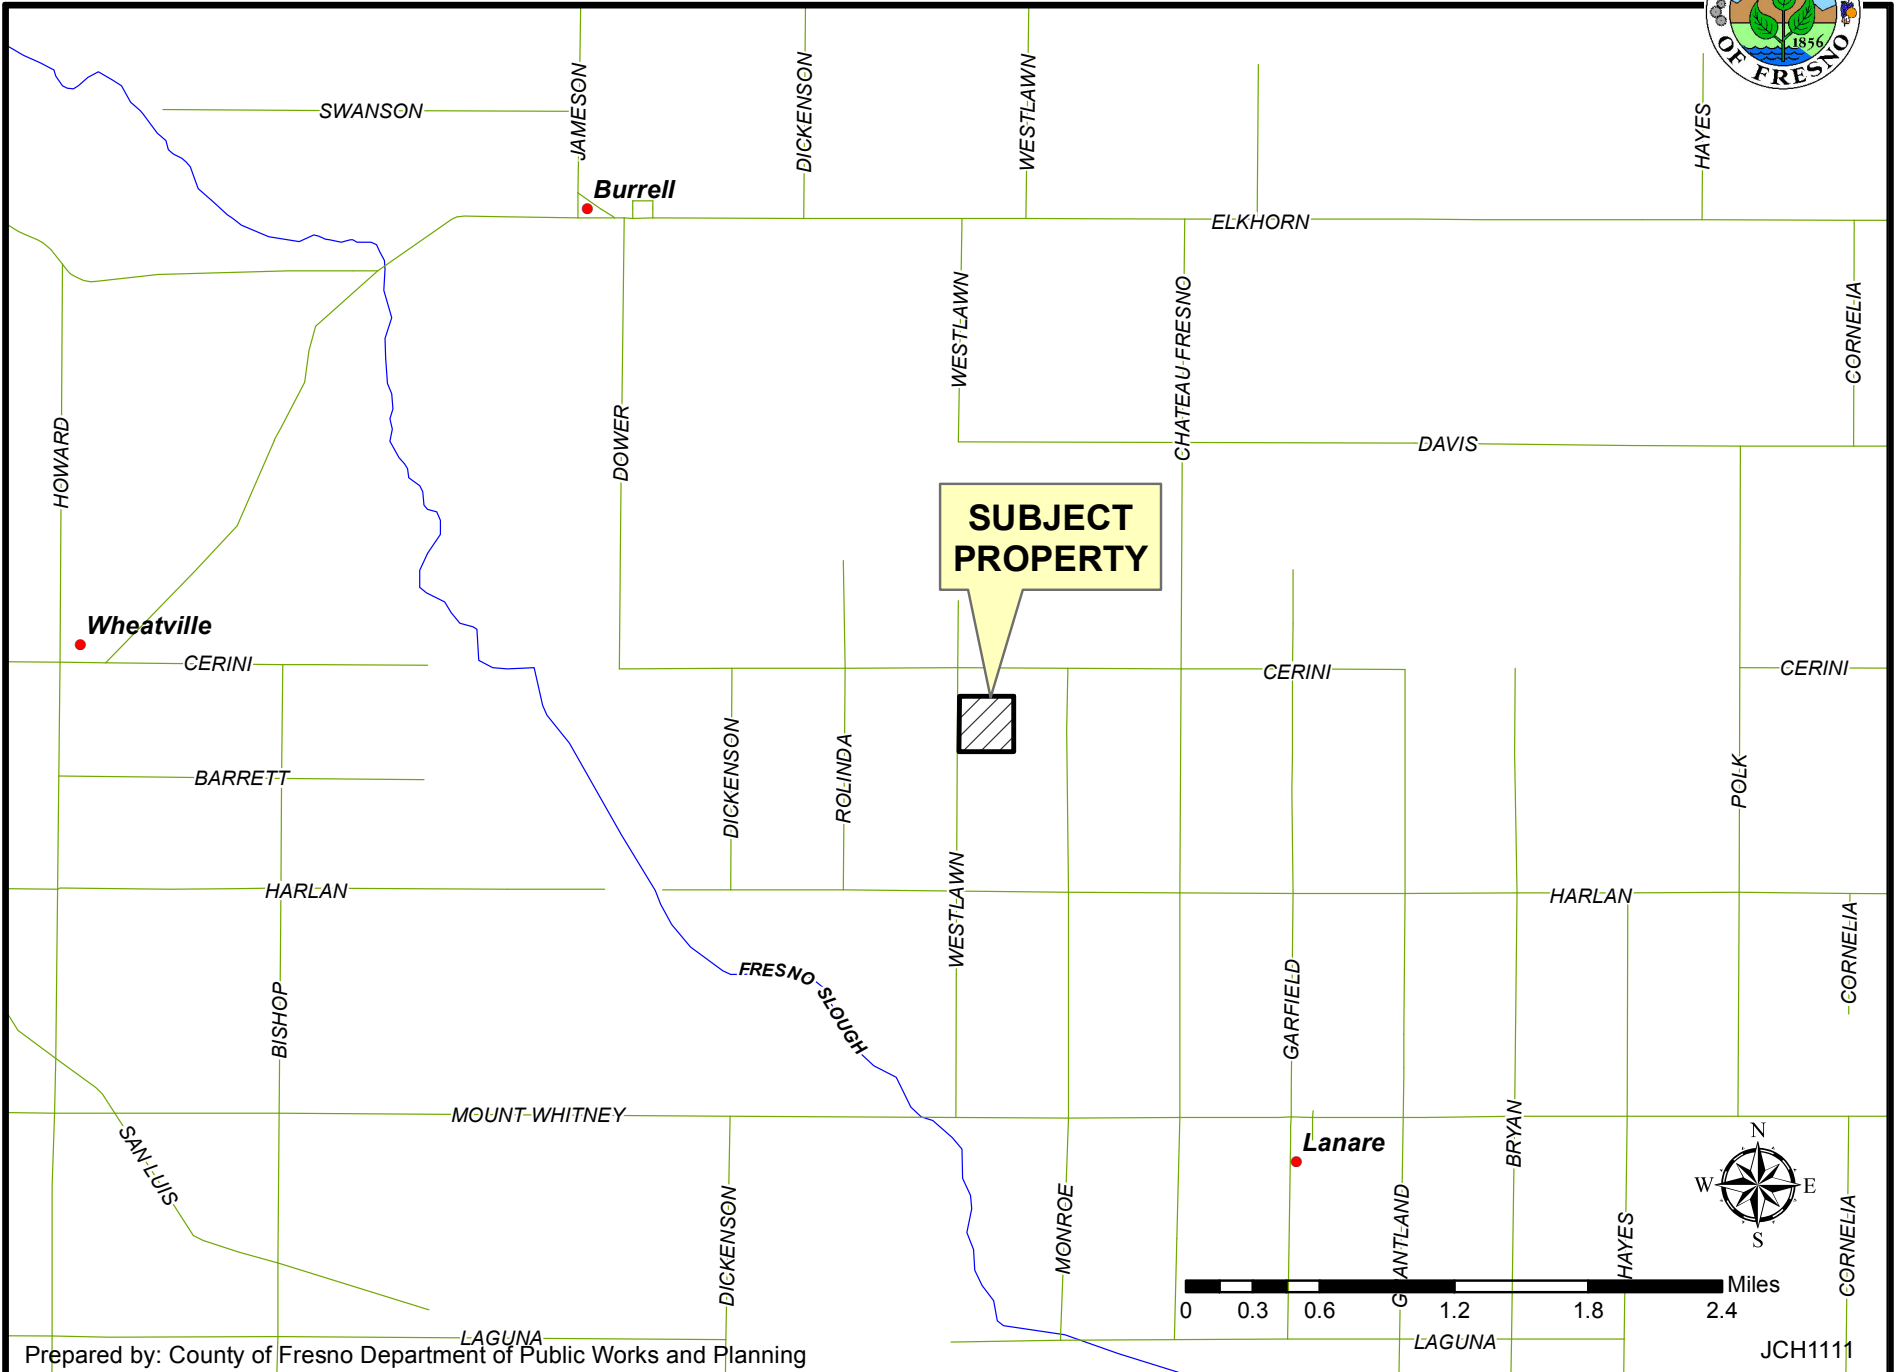 1856
OF FRESNO
SWANSON
JAMESON
DICKENSON
WESTLAWN
HAYES
Burrell
ELKHORN
WESTLAWN
CHATEAU FRESNO
CORNELIA
HOWARD
DOWER
DAVIS
SUBJECT
PROPERTY
Wheatville
CERINI
CERINI
CERINI
BARRETT
DICKENSON
ROLINDA
POLK
HARLAN
WESTLAWN
HARLAN
CORNELIA
BISHOP
FRESNO SLOUGH
GARFIELD
MOUNT WHITNEY
SAN LUIS
BRYAN
Lanare
N
W
E
S
DICKENSON
MONROE
GRANTLAND
HAYES
CORNELIA
Miles
0 0.3 0.6 1.2 1.8 2.4
LAGUNA
LAGUNA
Prepared by: County of Fresno Department of Public Works and Planning
JCH1111